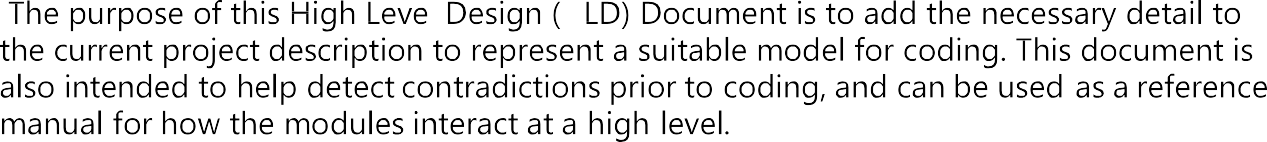 The purpose of this High Leve Design ( LD) Document is to add the necessary detail to
the current project description to represent a suitable model for coding. This document is
also intended to help detect contradictions prior to coding, and can be used as a reference
manual for how the modules interact at a high level.